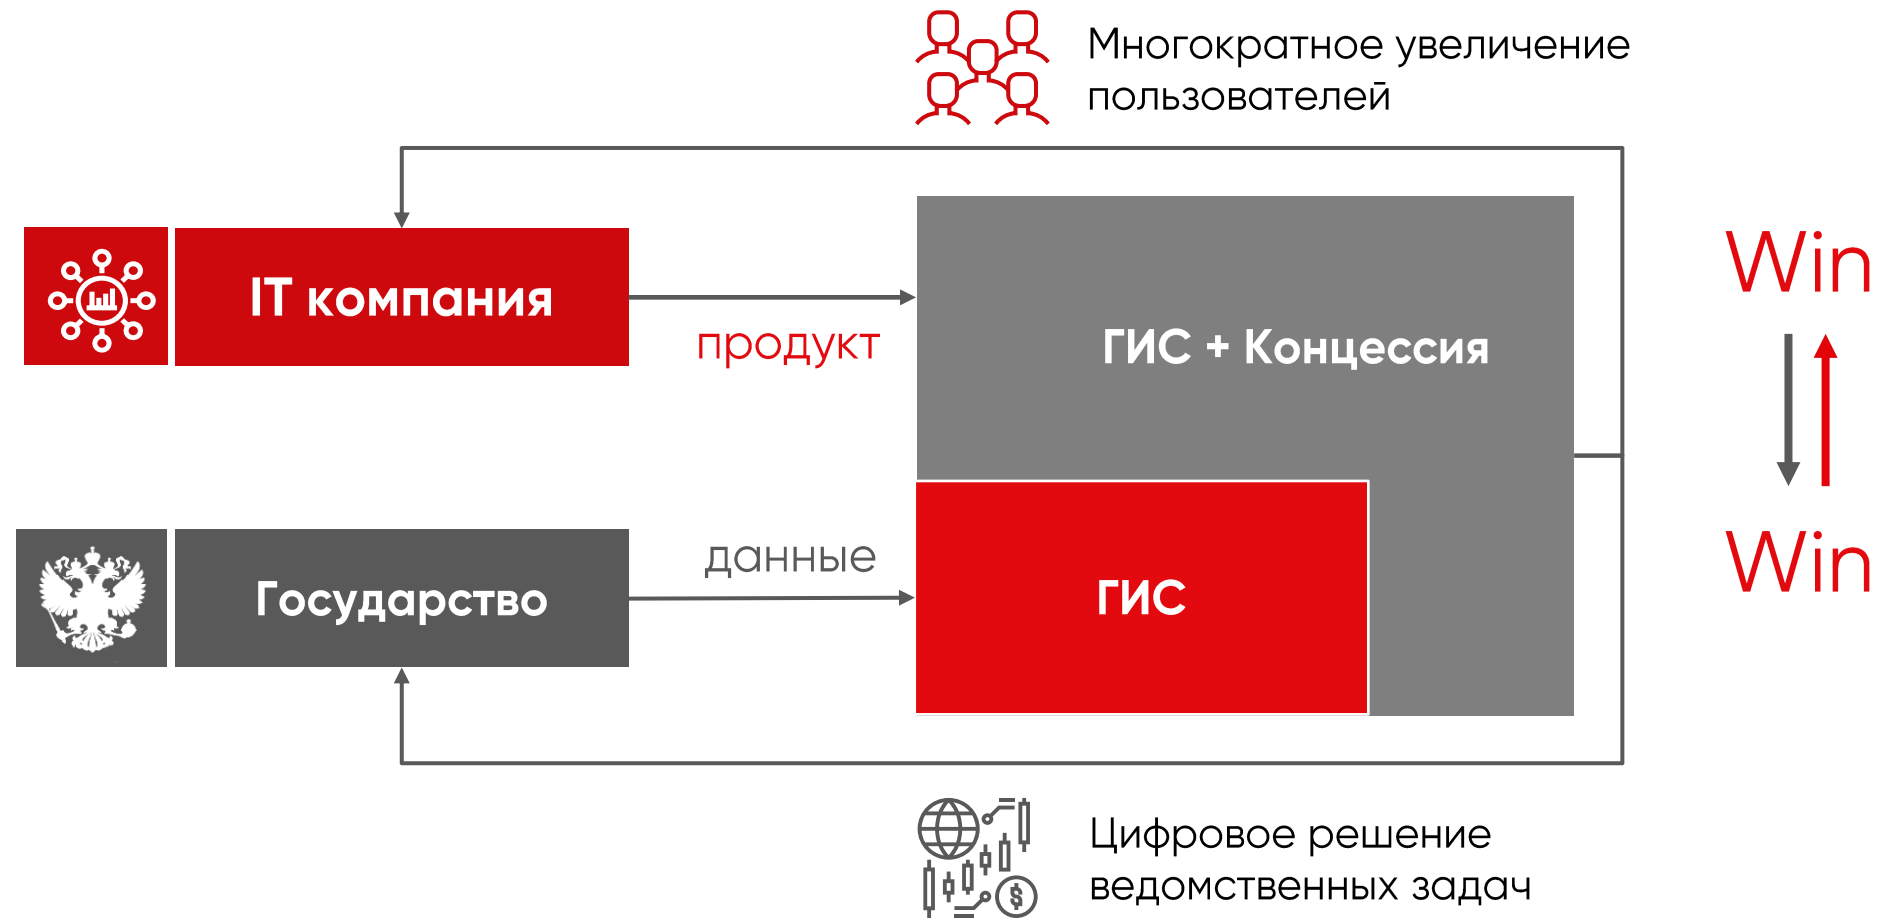 Многократное увеличение
пользователей
IT компания
продукт
ГИС + Концессия
Win
данные
Государство
ГИС
Win
Цифровое решение
ведомственных задач